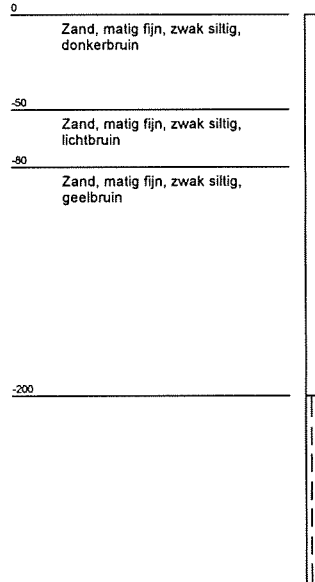 0
Zand, matig fijn, zwak siltig,
donkerbruin
-50
Zand, matig fijn, zwak siltig,
lichtbruin
-80
Zand, matig fijn, zwak siltig,
geelbruin
-200